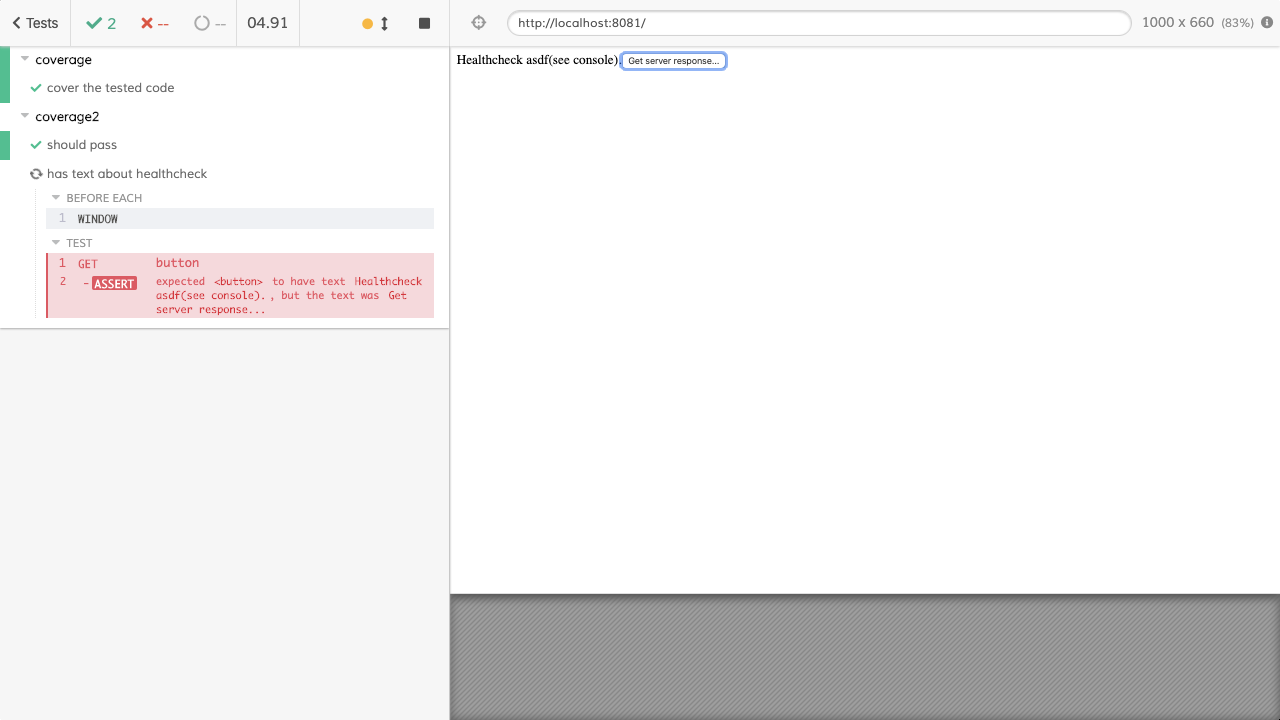 Tests 2 -- -- 04.91
http://localhost:8081/ 1000 x 660 (83%)
coverage
cover the tested code
coverage2
should pass
has text about healthcheck
BEFORE EACH
1 WINDOW
TEST
1 GET button
2 - ASSERT expected <button> to have text Healthcheck
asdf(see console). , but the text was Get
server response...
Healthcheck asdf(see console). Get server response...